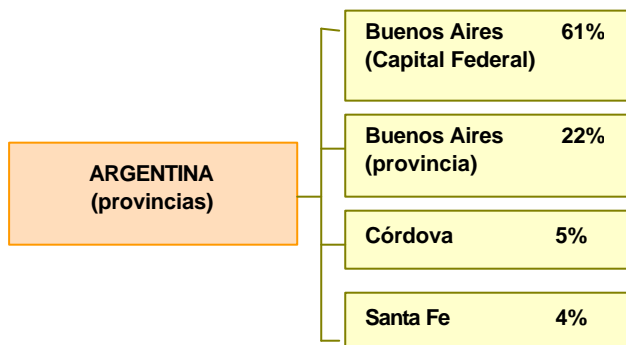 ARGENTINA
(provincias)
Buenos Aires 61%
(Capital Federal)
Buenos Aires 22%
(provincia)
Córdova 5%
Santa Fe 4%